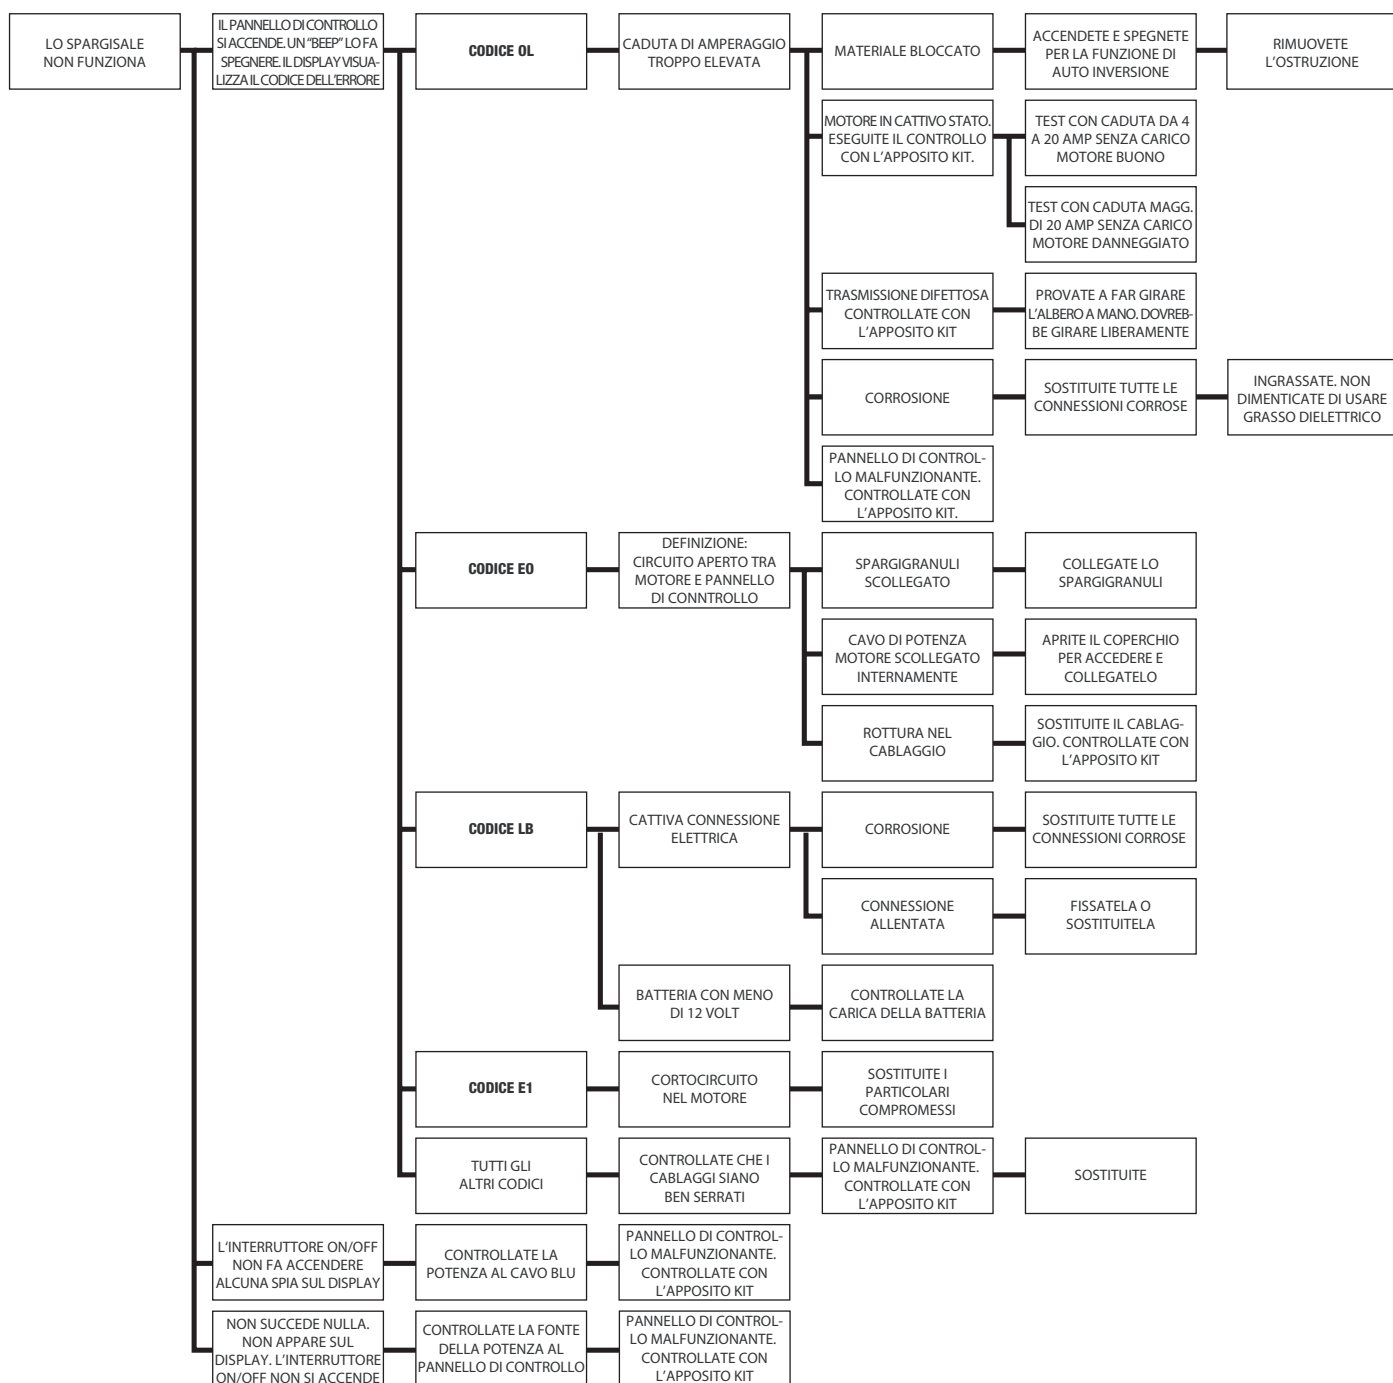 LO SPARGISALE
NON FUNZIONA
IL PANNELLO DI CONTROLLO
SI ACCENDE. UN "BEEP" LO FA
SPEGNERE. IL DISPLAY VISUA-
LIZZA IL CODICE DELL'ERRORE
CODICE OL
CADUTA DI AMPERAGGIO
TROPPO ELEVATA
MATERIALE BLOCCATO
ACCENDETE E SPEGNETE
PER LA FUNZIONE DI
AUTO INVERSIONE
RIMUOVETE
L'OSTRUZIONE
MOTORE IN CATTIVO STATO.
ESEGUITE IL CONTROLLO
CON L'APPOSITO KIT.
TEST CON CADUTA DA 4
A 20 AMP SENZA CARICO
MOTORE BUONO
TEST CON CADUTA MAGG.
DI 20 AMP SENZA CARICO
MOTORE DANNEGGIATO
TRASMISSIONE DIFETTOSA
CONTROLLATE CON
L'APPOSITO KIT
PROVATE A FAR GIRARE
L'ALBERO A MANO. DOVREB-
BE GIRARE LIBERAMENTE
CORROSIONE
SOSTITUITE TUTTE LE
CONNESSIONI CORROSE
INGRASSATE. NON
DIMENTICATE DI USARE
GRASSO DIELETTRICO
PANNELLO DI CONTROL-
LO MALFUNZIONANTE.
CONTROLLATE CON
L'APPOSITO KIT.
CODICE E0
DEFINIZIONE:
CIRCUITO APERTO TRA
MOTORE E PANNELLO
DI CONNTROLLO
SPARGIGRANULI
SCOLLEGATO
COLLEGATE LO
SPARGIGRANULI
CAVO DI POTENZA
MOTORE SCOLLEGATO
INTERNAMENTE
APRITE IL COPERCHIO
PER ACCEDERE E
COLLEGATELO
ROTTURA NEL
CABLAGGIO
SOSTITUITE IL CABLAG-
GIO. CONTROLLATE CON
L'APPOSITO KIT
CODICE LB
CATTIVA CONNESSIONE
ELETTRICA
CORROSIONE
SOSTITUITE TUTTE LE
CONNESSIONI CORROSE
CONNESSIONE
ALLENTATA
FISSATELA O
SOSTITUITELA
BATTERIA CON MENO
DI 12 VOLT
CONTROLLATE LA
CARICA DELLA BATTERIA
CODICE E1
CORTOCIRCUITO
NEL MOTORE
SOSTITUITE I
PARTICOLARI
COMPROMESSI
TUTTI GLI
ALTRI CODICI
CONTROLLATE CHE I
CABLAGGI SIANO
BEN SERRATI
PANNELLO DI CONTROL-
LO MALFUNZIONANTE.
CONTROLLATE CON
L'APPOSITO KIT
SOSTITUITE
L'INTERRUTTORE ON/OFF
NON FA ACCENDERE
ALCUNA SPIA SUL DISPLAY
CONTROLLATE LA
POTENZA AL CAVO BLU
PANNELLO DI CONTROL-
LO MALFUNZIONANTE.
CONTROLLATE CON
L'APPOSITO KIT
NON SUCCEDE NULLA.
NON APPARE SUL
DISPLAY. L'INTERRUTTORE
ON/OFF NON SI ACCENDE
CONTROLLATE LA FONTE
DELLA POTENZA AL
PANNELLO DI CONTROLLO
PANNELLO DI CONTROL-
LO MALFUNZIONANTE.
CONTROLLATE CON
L'APPOSITO KIT